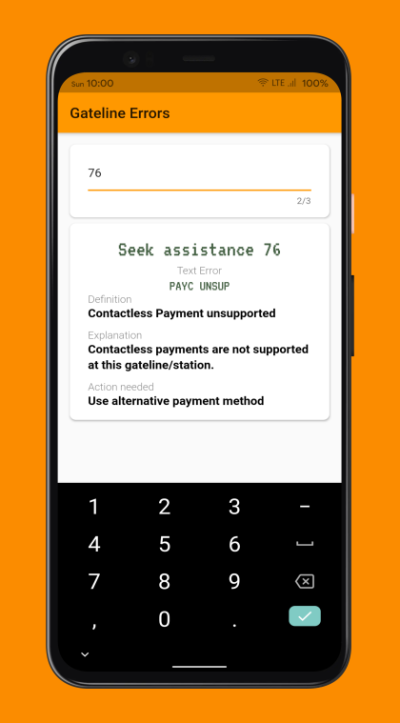 Sun 10:00 LTE 100%
Gateline Errors
76
2/3
Seek assistance 76
Text Error
PAYC UNSUP
Definition
Contactless Payment unsupported
Explanation
Contactless payments are not supported
at this gateline/station.
Action needed
Use alternative payment method
1 2 3 -
4 5 6
7 8 9
, 0 .